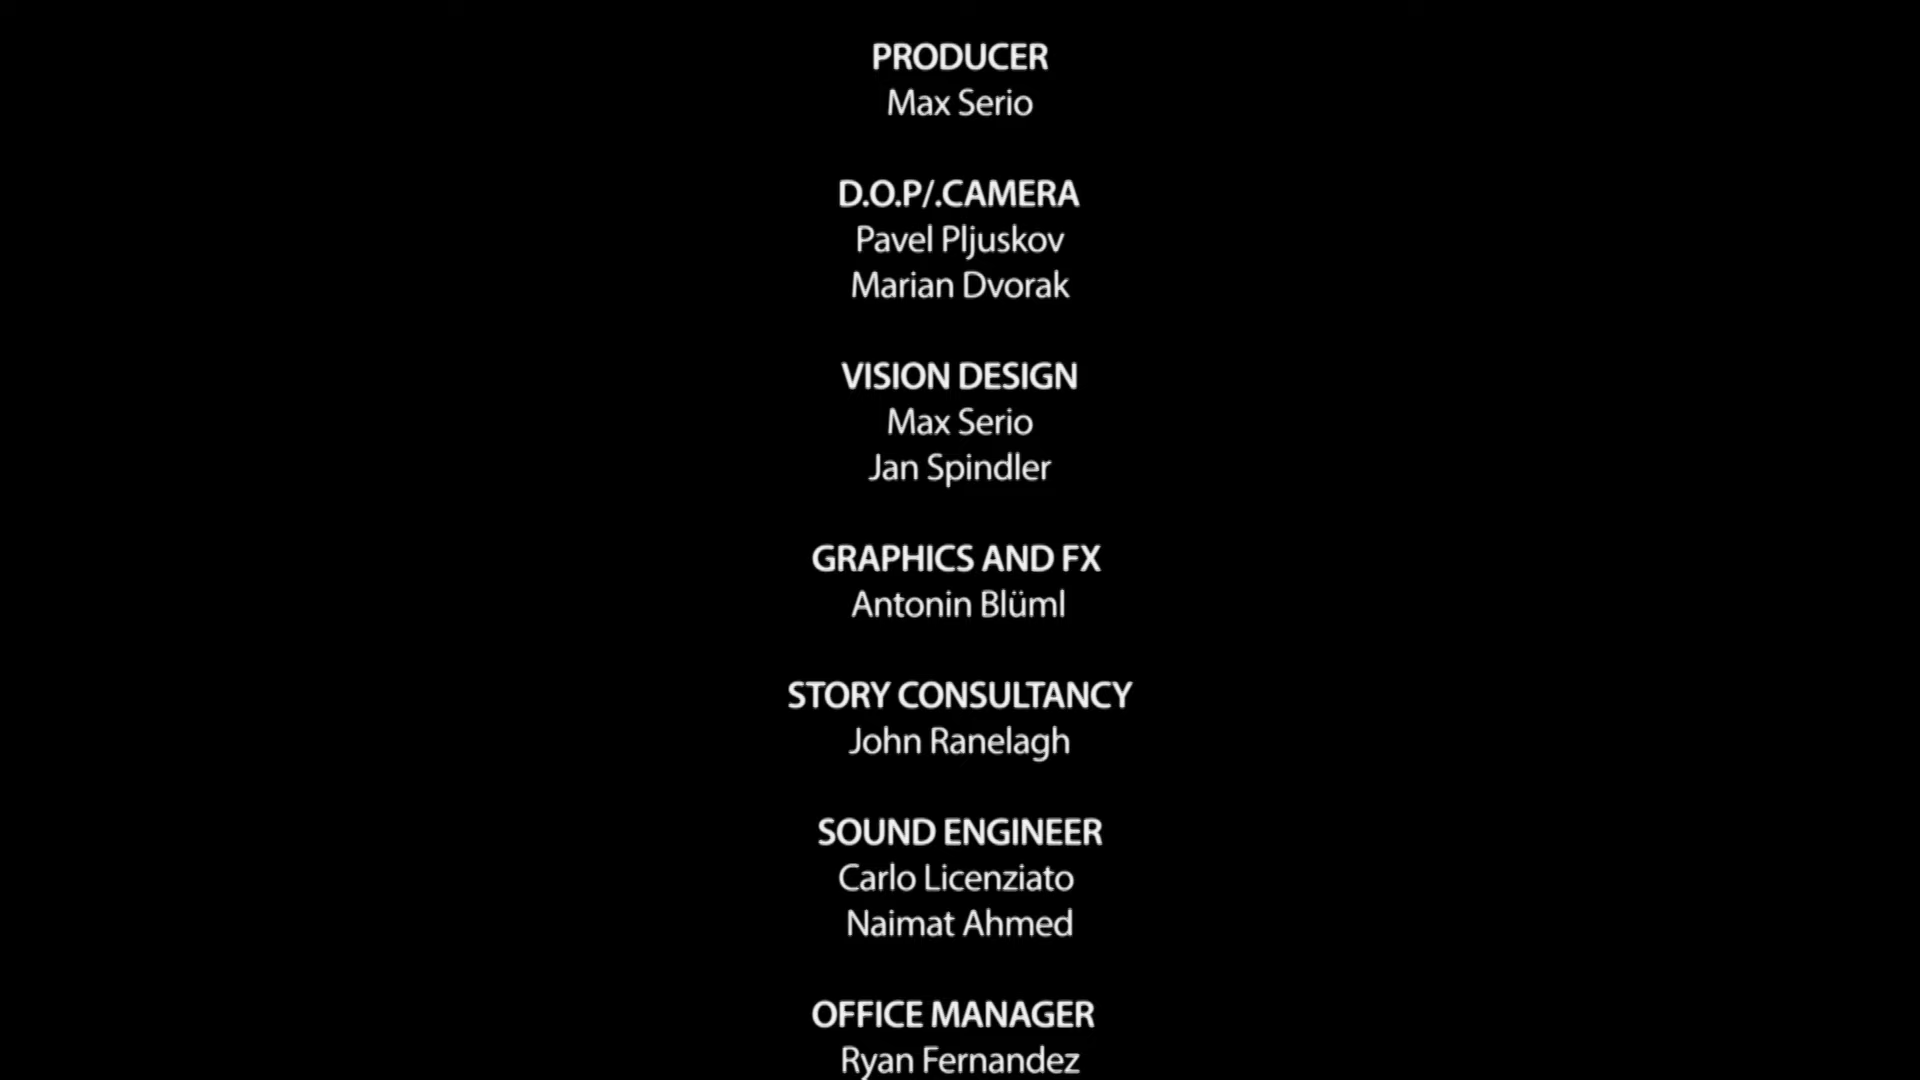 PRODUCER
Max Serio
D.O.P/.CAMERA
Pavel Pljuskov
Marian Dvorak
VISION DESIGN
Max Serio
Jan Spindler
GRAPHICS AND FX
Antonin Blüml
STORY CONSULTANCY
John Ranelagh
SOUND ENGINEER
Carlo Licenziato
Naimat Ahmed
OFFICE MANAGER
Ryan Fernandez